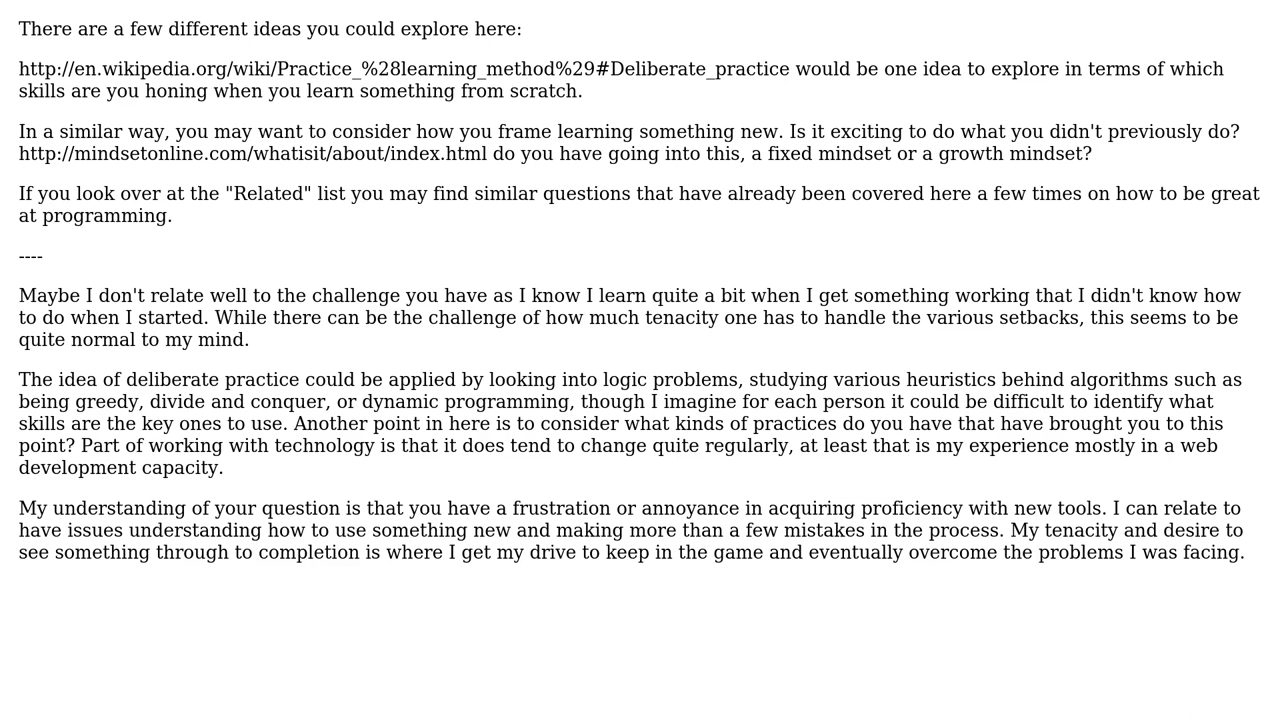 There are a few different ideas you could explore here:
http://en.wikipedia.org/wiki/Practice_%28learning_method%29#Deliberate_practice would be one idea to explore in terms of which
skills are you honing when you learn something from scratch.
In a similar way, you may want to consider how you frame learning something new. Is it exciting to do what you didn't previously do?
http://mindsetonline.com/whatisit/about/index.html do you have going into this, a fixed mindset or a growth mindset?
If you look over at the "Related" list you may find similar questions that have already been covered here a few times on how to be great
at programming.
----
Maybe I don't relate well to the challenge you have as I know I learn quite a bit when I get something working that I didn't know how
to do when I started. While there can be the challenge of how much tenacity one has to handle the various setbacks, this seems to be
quite normal to my mind.
The idea of deliberate practice could be applied by looking into logic problems, studying various heuristics behind algorithms such as
being greedy, divide and conquer, or dynamic programming, though I imagine for each person it could be difficult to identify what
skills are the key ones to use. Another point in here is to consider what kinds of practices do you have that have brought you to this
point? Part of working with technology is that it does tend to change quite regularly, at least that is my experience mostly in a web
development capacity.
My understanding of your question is that you have a frustration or annoyance in acquiring proficiency with new tools. I can relate to
have issues understanding how to use something new and making more than a few mistakes in the process. My tenacity and desire to
see something through to completion is where I get my drive to keep in the game and eventually overcome the problems I was facing.